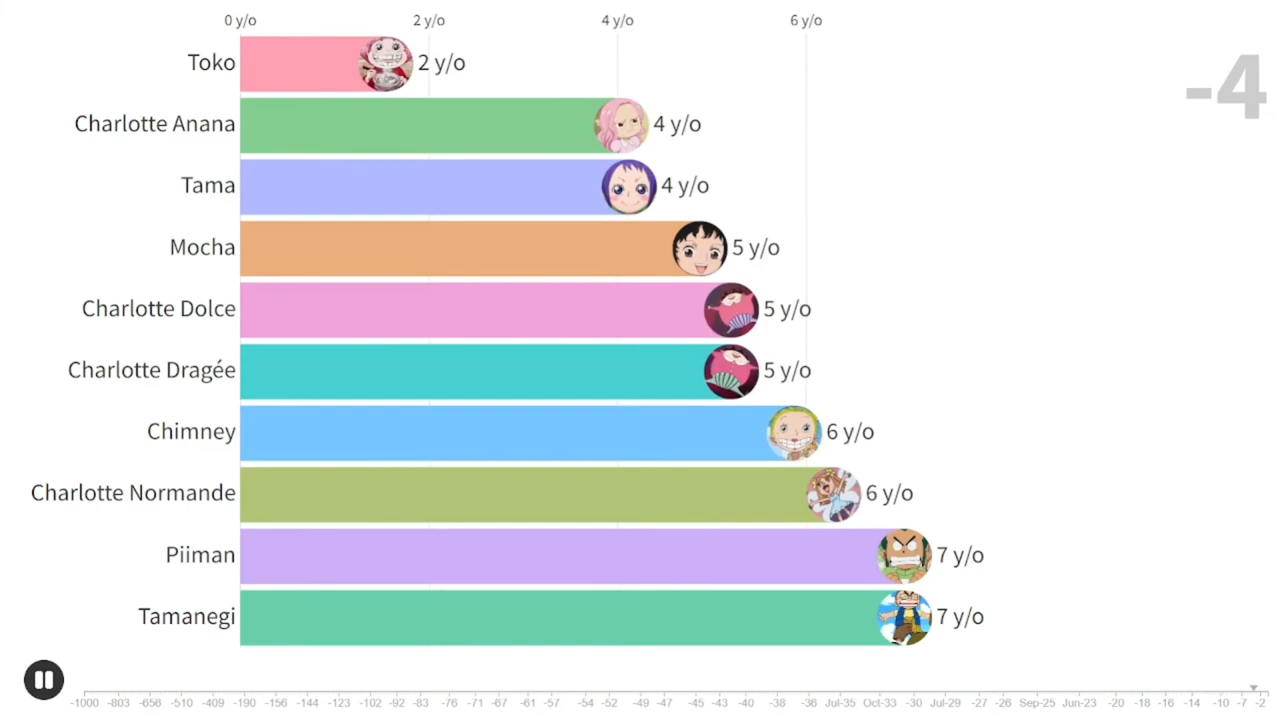 0 y/o 2 y/o 4 y/o 6 y/o
-4
Toko 2 y/o
Charlotte Anana 4 y/o
Tama 4 y/o
Mocha 5 y/o
Charlotte Dolce 5 y/o
Charlotte Dragée 5 y/o
Chimney 6 y/o
Charlotte Normande 6 y/o
Piiman 7 y/o
Tamanegi 7 y/o
-1000 -803 -656 -510 -409 -190 -156 -144 -123 -102 -92 -83 -76 -71 -67 -61 -57 -54 -52 -49 -47 -45 -43 -40 -38 -36 Jul-35 Oct-33 -30 Jul-29 -27 -26 Sep-25 Jun-23 -20 -18 -16 -14 -10 -7 -2